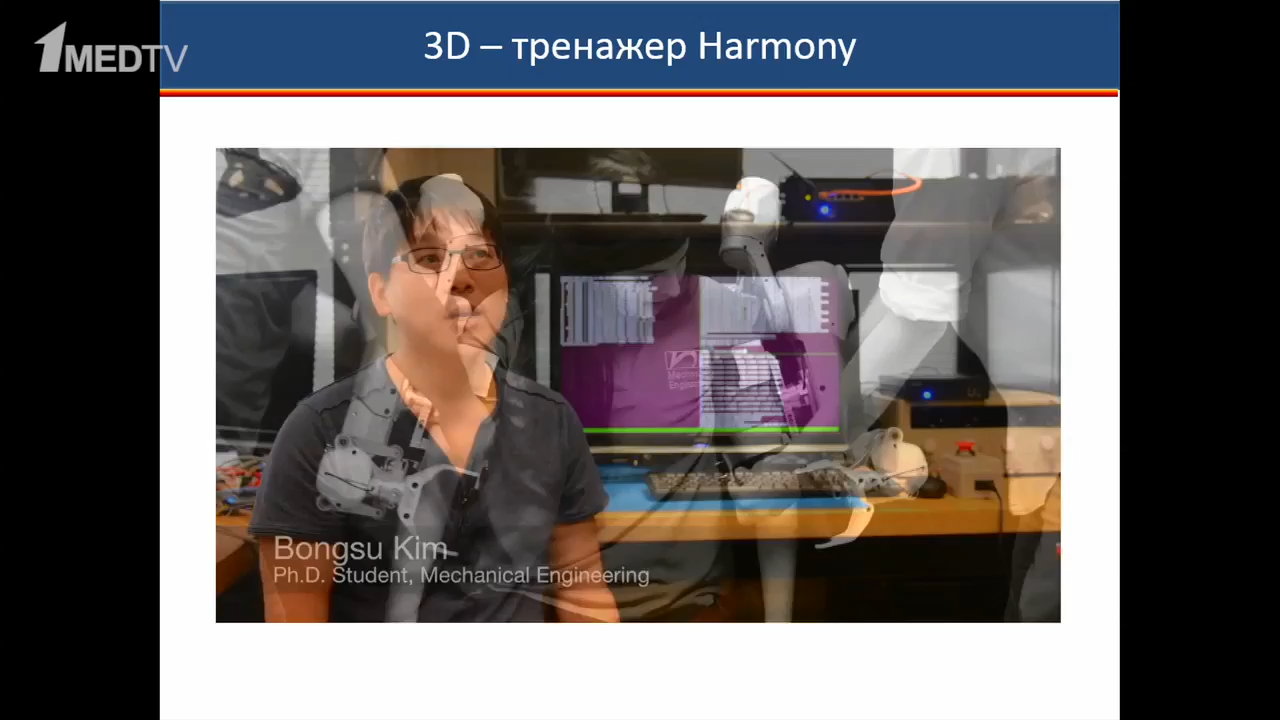 1MEDTV
3D – тренажер Harmony
Bongsu Kim
Ph.D. Student, Mechanical Engineering